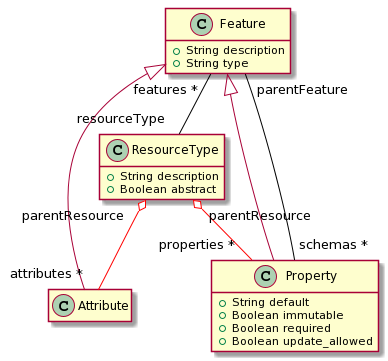 C Feature
String description
String type
features *
parentFeature
resourceType
C ResourceType
String description
Boolean abstract
parentResource
parentResource
properties *
schemas *
attributes *
C Attribute
C Property
String default
Boolean immutable
Boolean required
Boolean update_allowed